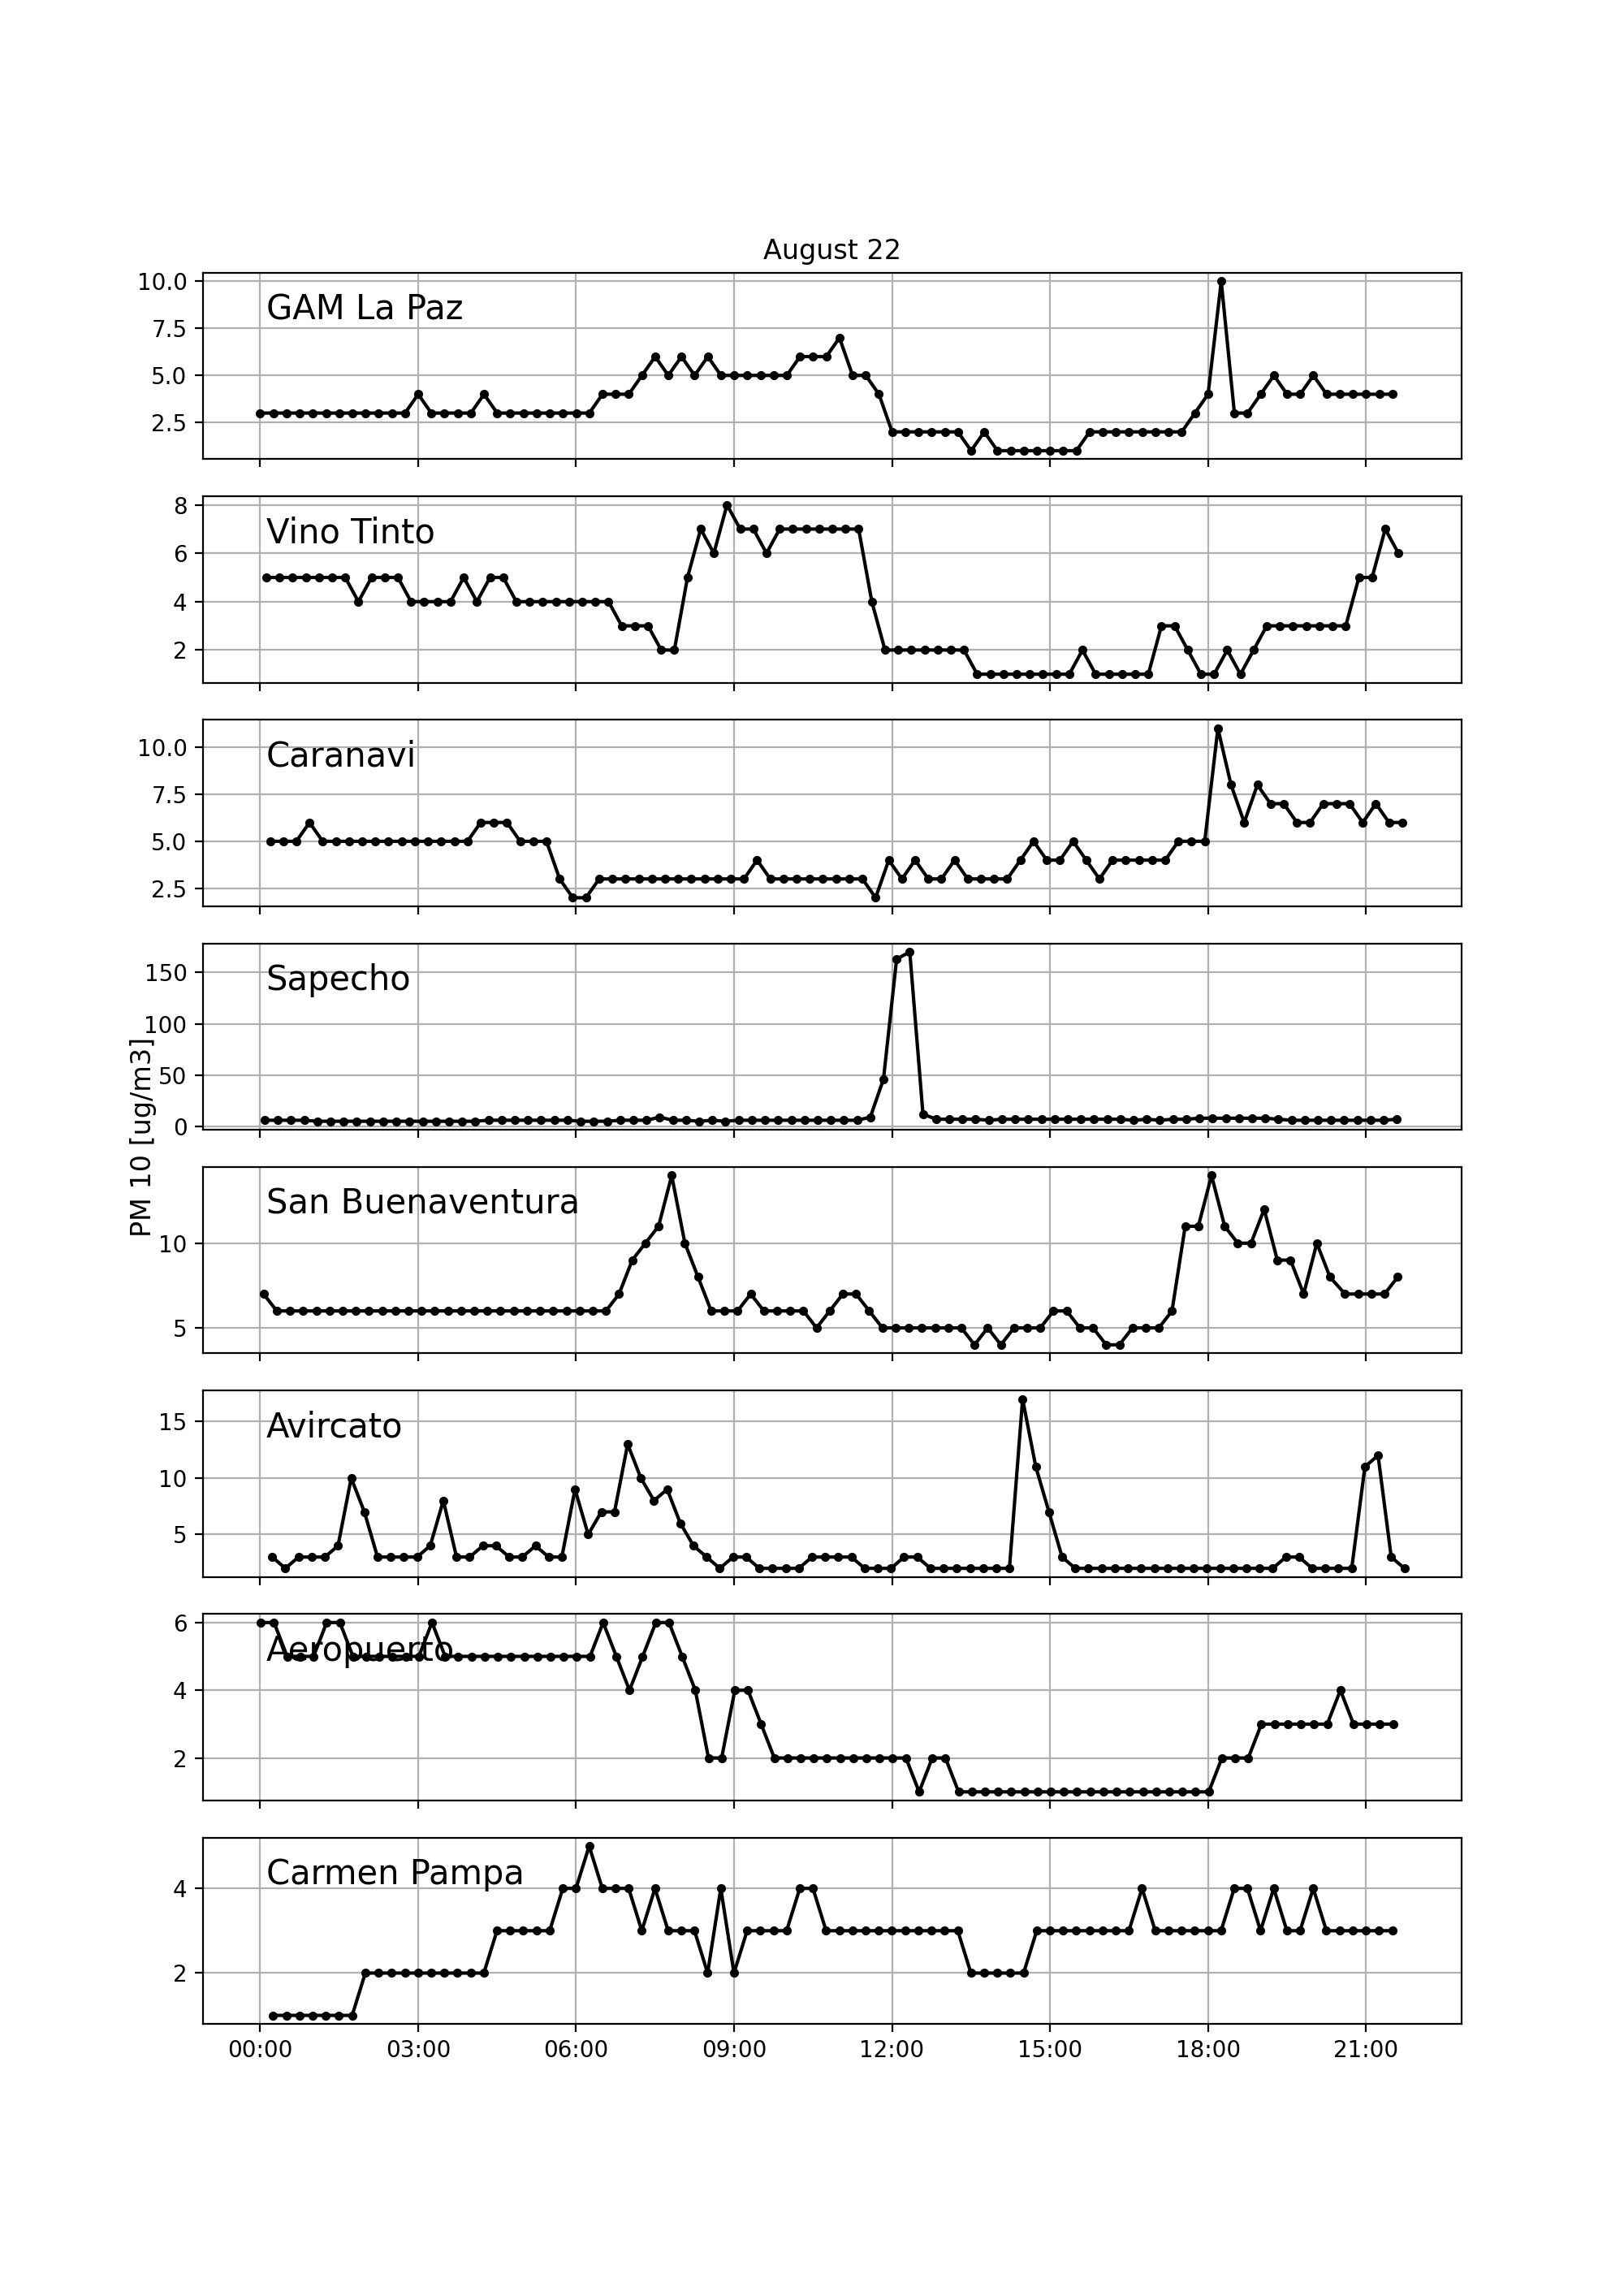 August 22
GAM La Paz
10.0
7.5
5.0
2.5
Vino Tinto
8
6
4
2
Caranavi
10.0
7.5
5.0
2.5
Sapecho
150
100
50
0
PM 10 [ug/m3]
San Buenaventura
10
5
Avircato
15
10
5
Aeropuerto
6
4
2
Carmen Pampa
4
2
00:00 03:00 06:00 09:00 12:00 15:00 18:00 21:00